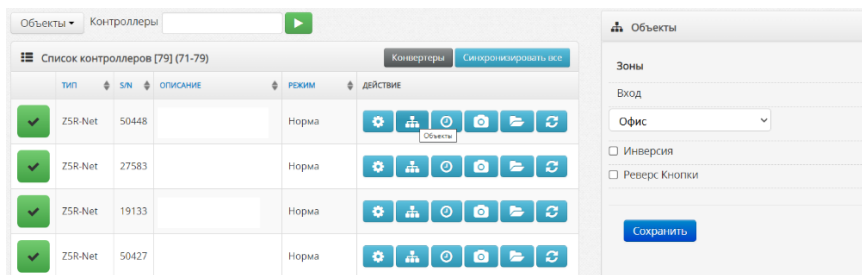 Объекты Контроллеры
Список контроллеров [79] (71-79) Конвертеры Синхронизировать все
ТИП S/N ОПИСАНИЕ РЕЖИМ ДЕЙСТВИЕ
Z5R-Net 50448 Норма
Объекты
Z5R-Net 27583 Норма
Z5R-Net 19133 Норма
Z5R-Net 50427 Норма
Объекты
Зоны
Вход
Офис
Инверсия
Реверс Кнопки
Сохранить